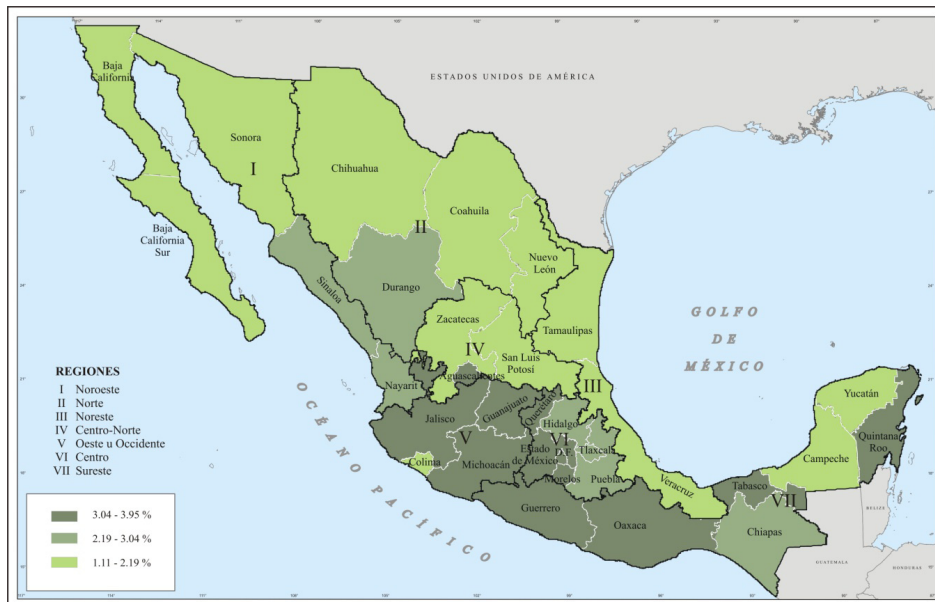 ESTADOS UNIDOS DE AMÉRICA
Baja
California
Sonora
I
Chihuahua
Coahuila
II
Baja
California
Sur
Nuevo
León
Sinaloa
Durango
Zacatecas
Tamaulipas
GOLFO
DE
MÉXICO
IV
San Luis
Potosí
REGIONES
I Noroeste
II Norte
III Noreste
IV Centro-Norte
V Oeste u Occidente
VI Centro
VII Sureste
Nayarit
Aguascalientes
III
Yucatán
Jalisco
Guanajuato
Querétaro
Hidalgo
Quintana
Roo
V
VI
Estado
de México
D.F.
Tlaxcala
Campeche
Colima
Michoacán
Morelos
Puebla
Veracruz
Tabasco
VII
BELIZE
Guerrero
Oaxaca
Chiapas
OCÉANO PACÍFICO
GUATEMALA
HONDURAS
3.04 - 3.95 %
2.19 - 3.04 %
1.11 - 2.19 %